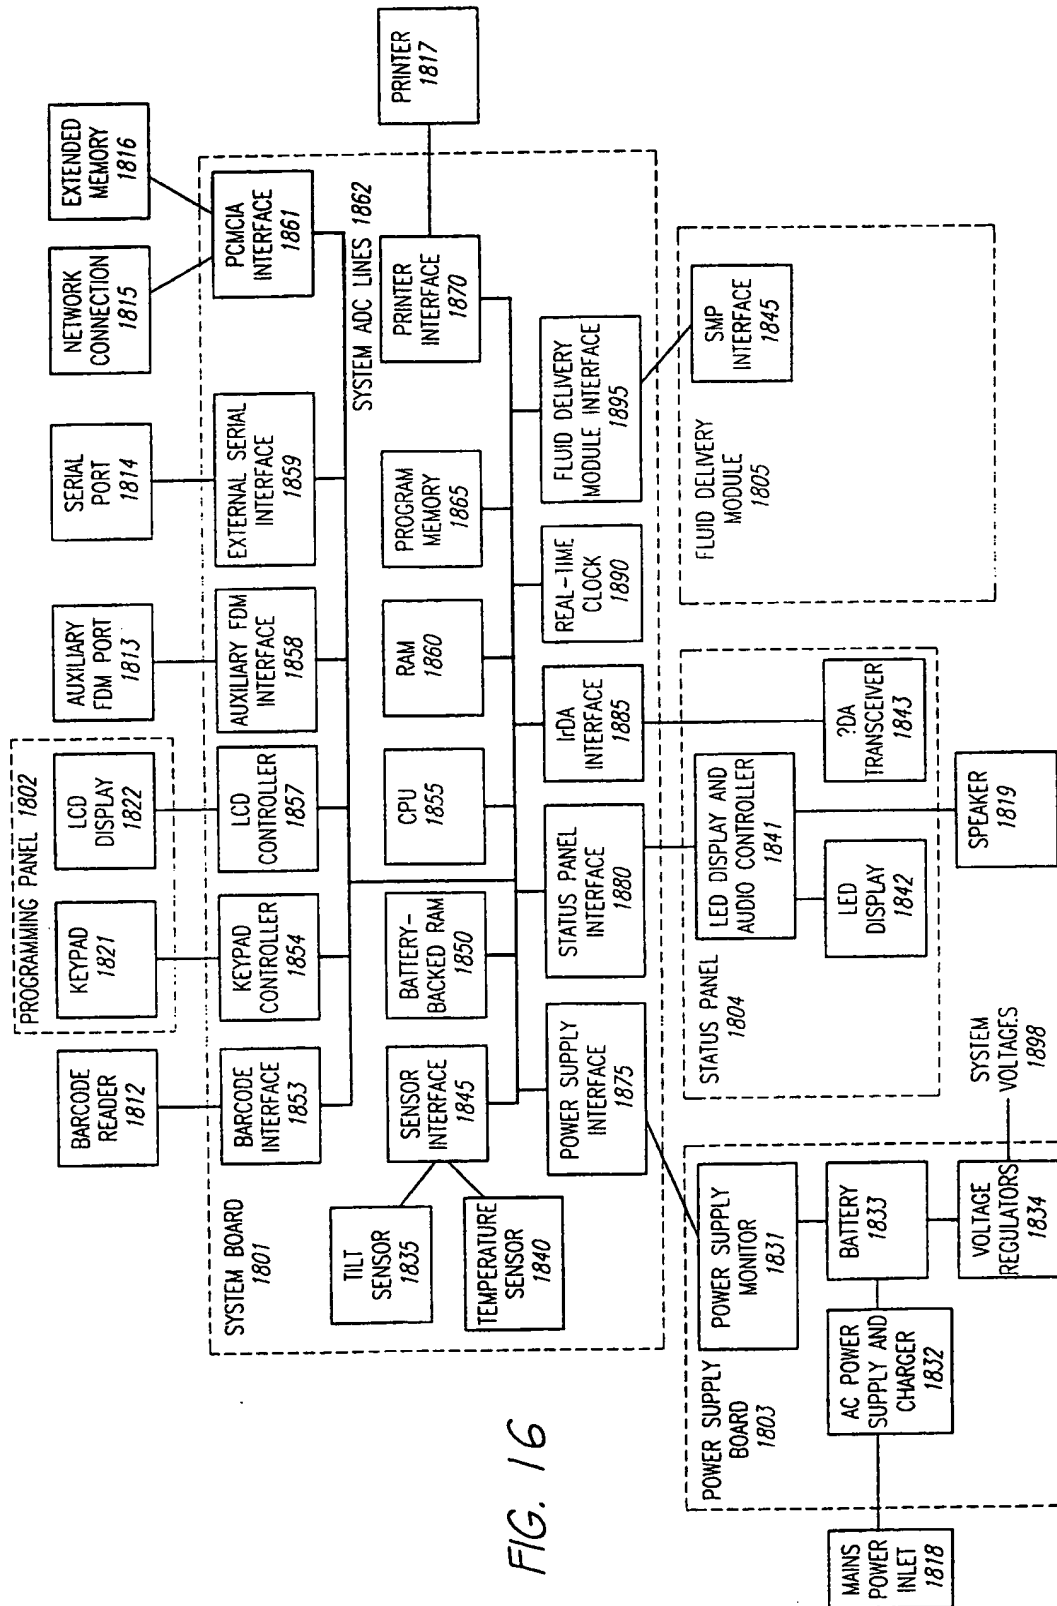 PROGRAMMING PANEL 1802
BARCODE
READER
1812
KEYPAD
1821
LCD
DISPLAY
1822
AUXILIARY
FDM PORT
1813
SERIAL
PORT
1814
NETWORK
CONNECTION
1815
EXTENDED
MEMORY
1816
SYSTEM BOARD
1801
BARCODE
INTERFACE
1853
KEYPAD
CONTROLLER
1854
LCD
CONTROLLER
1857
AUXILIARY FDM
INTERFACE
1858
EXTERNAL SERIAL
INTERFACE
1859
PCMCIA
INTERFACE
1861
SYSTEM ADC LINES 1862
TILT
SENSOR
1835
TEMPERATURE
SENSOR
1840
SENSOR
INTERFACE
1845
BATTERY-
BACKED RAM
1850
CPU
1855
RAM
1860
PROGRAM
MEMORY
1865
PRINTER
INTERFACE
1870
PRINTER
1817
POWER SUPPLY
INTERFACE
1875
STATUS PANEL
INTERFACE
1880
IrDA
INTERFACE
1885
REAL-TIME
CLOCK
1890
FLUID DELIVERY
MODULE INTERFACE
1895
POWER SUPPLY
BOARD
1803
POWER SUPPLY
MONITOR
1831
STATUS PANEL
1804
LED DISPLAY AND
AUDIO CONTROLLER
1841
FLUID DELIVERY
MODULE
1805
SMP
INTERFACE
1845
MAINS
POWER
INLET
1818
AC POWER
SUPPLY AND
CHARGER
1832
BATTERY
1833
LED
DISPLAY
1842
?DA
TRANSCEIVER
1843
VOLTAGE
REGULATORS
1834
SYSTEM
VOLTAGES
1898
SPEAKER
1819
FIG. 16